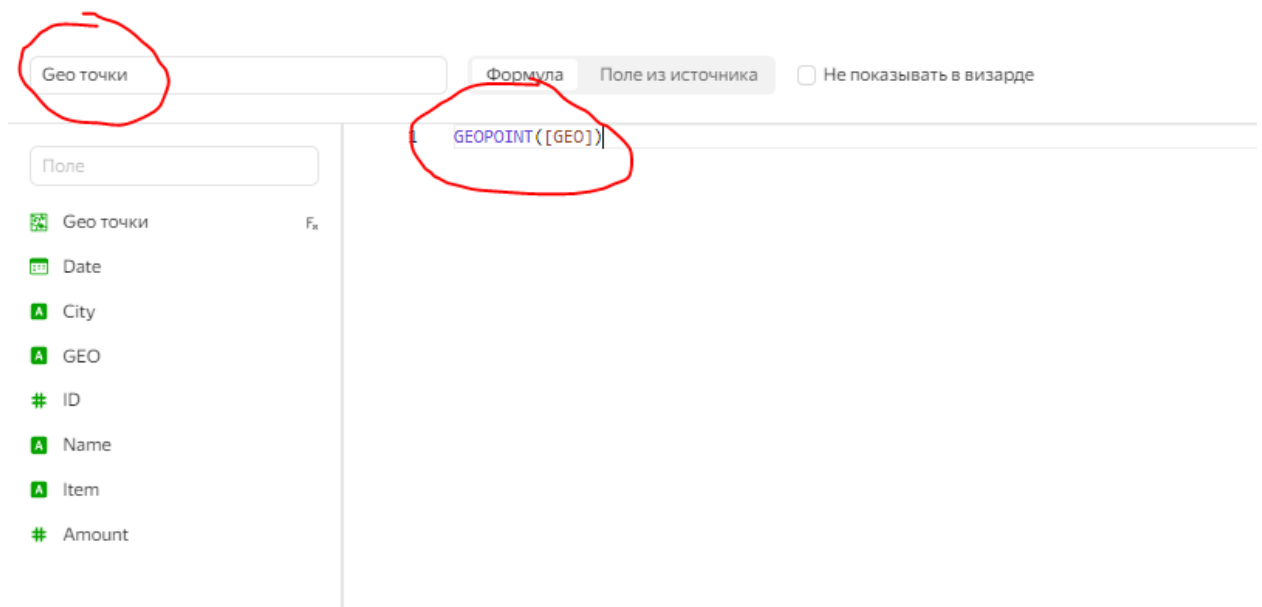 Geo точки
Формула Поле из источника Не показывать в визарде
1 GEOPOINT([GEO])
Поле
Geo точки Fx
Date
A City
A GEO
# ID
A Name
A Item
# Amount